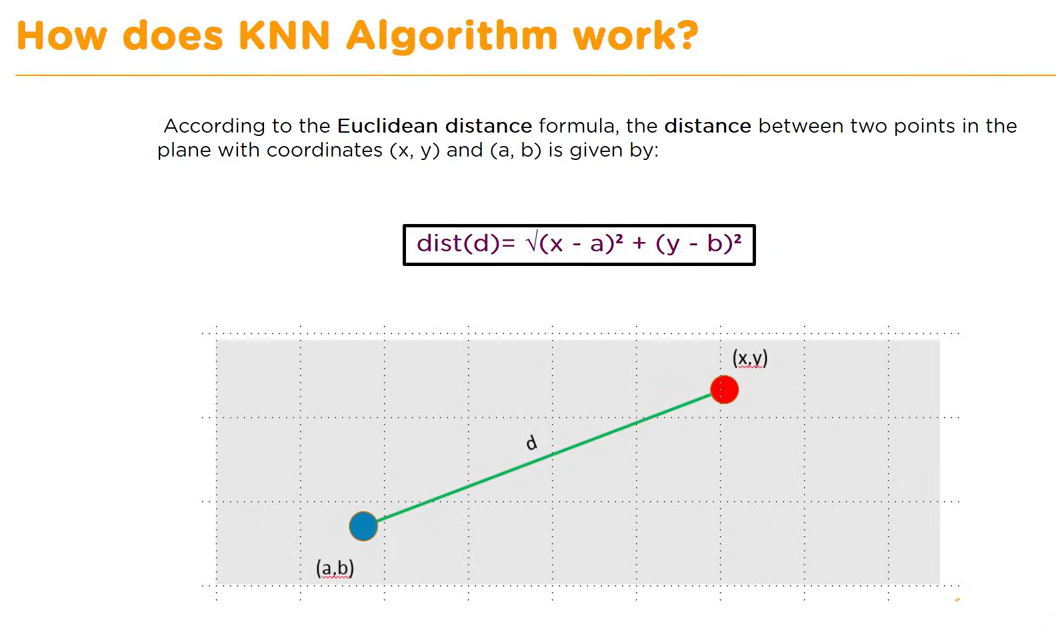 How does KNN Algorithm work?
According to the Euclidean distance formula, the distance between two points in the
plane with coordinates (x, y) and (a, b) is given by:
dist(d)= √(x - a)² + (y - b)²
(x,y)
d
(a,b)